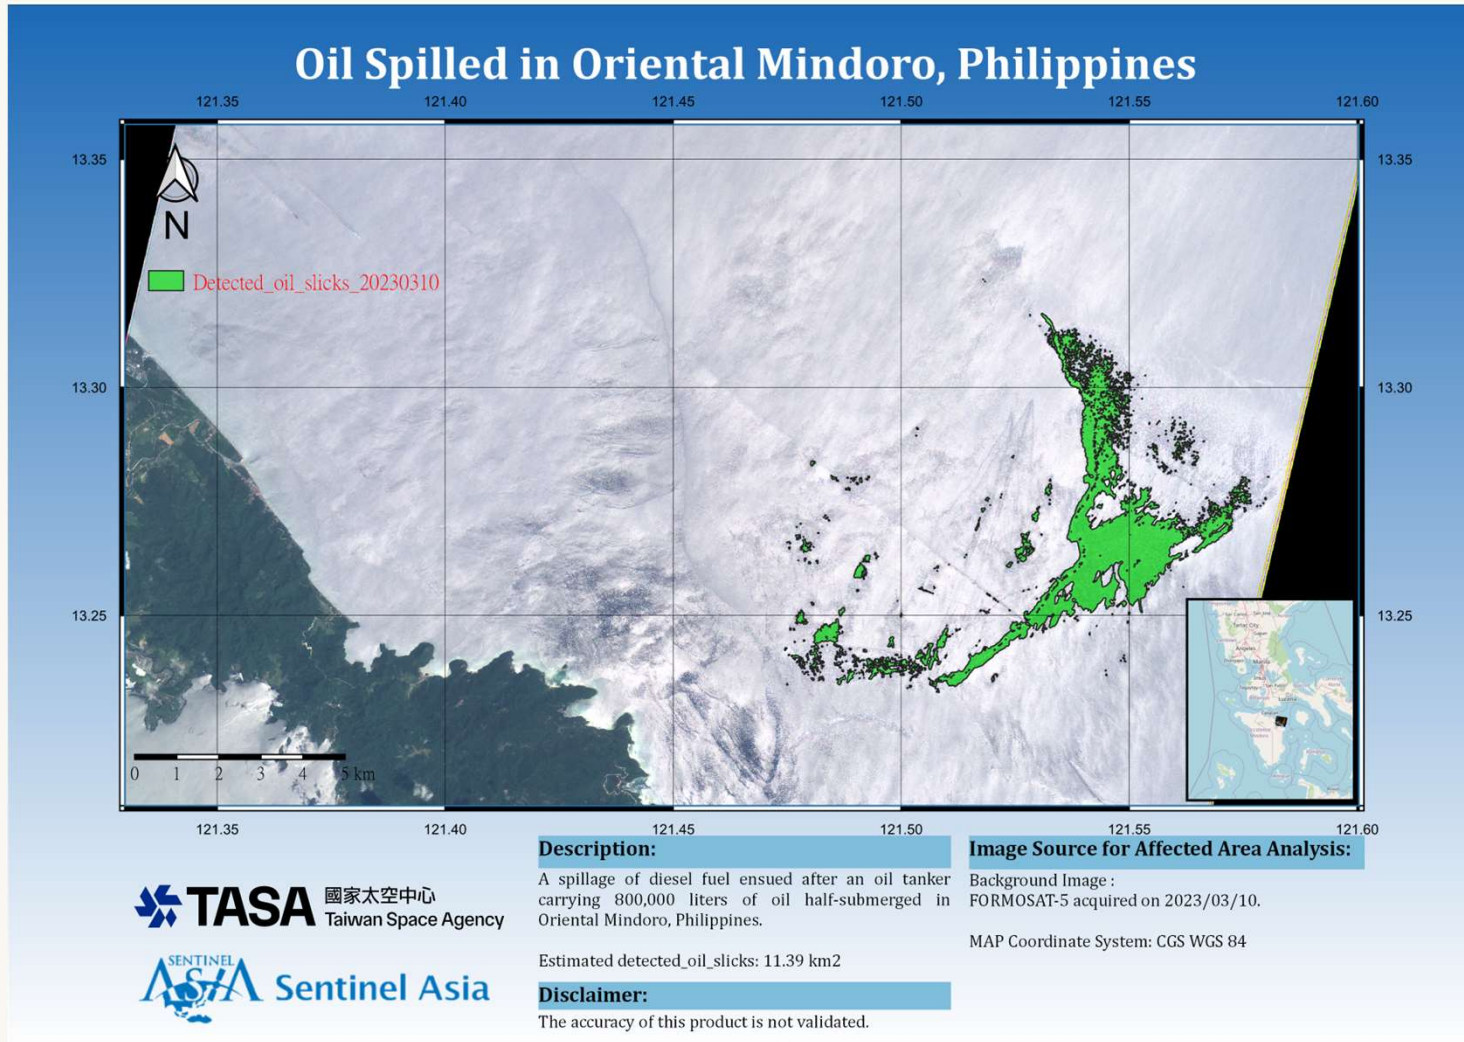 Oil Spilled in Oriental Mindoro, Philippines
121.35 121.40 121.45 121.50 121.55 121.60
13.35 13.35
N
Detected_oil_slicks_20230310
13.30 13.30
13.25 13.25
0 1 2 3 4 5 km
121.35 121.40 121.45 121.50 121.55 121.60
TASA 國家太空中心
Taiwan Space Agency
SENTINEL
ASIA Sentinel Asia
Description:
A spillage of diesel fuel ensued after an oil tanker
carrying 800,000 liters of oil half-submerged in
Oriental Mindoro, Philippines.
Estimated detected_oil_slicks: 11.39 km2
Disclaimer:
The accuracy of this product is not validated.
Image Source for Affected Area Analysis:
Background Image :
FORMOSAT-5 acquired on 2023/03/10.
MAP Coordinate System: CGS WGS 84